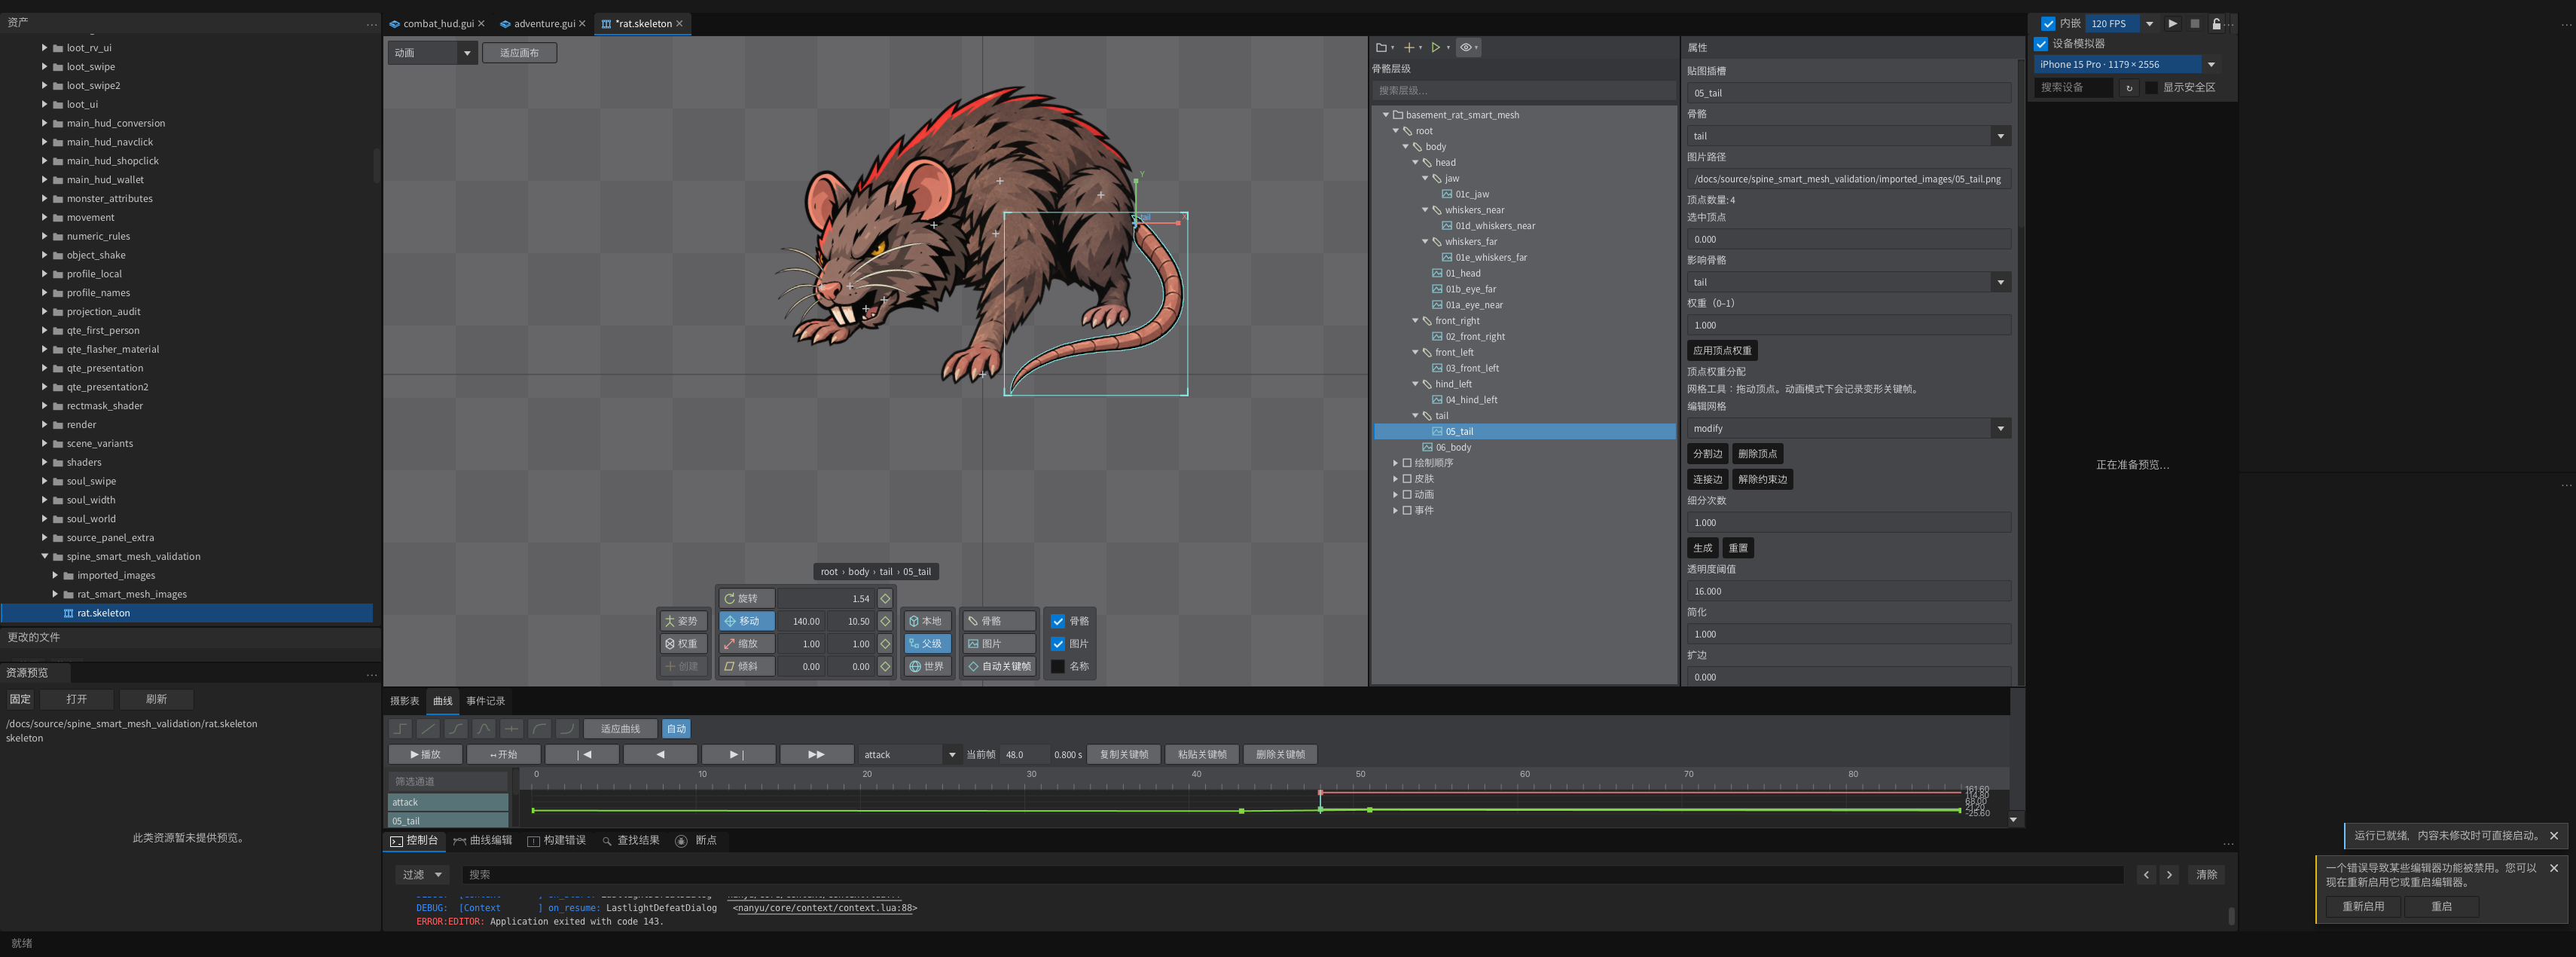 资产
loot_rv_ui
loot_swipe
loot_swipe2
loot_ui
main_hud_conversion
main_hud_navclick
main_hud_shopclick
main_hud_wallet
monster_attributes
movement
numeric_rules
object_shake
profile_local
profile_names
projection_audit
qte_first_person
qte_flasher_material
qte_presentation
qte_presentation2
rectmask_shader
render
scene_variants
shaders
soul_swipe
soul_width
soul_world
source_panel_extra
spine_smart_mesh_validation
imported_images
rat_smart_mesh_images
rat.skeleton
更改的文件
资源预览
固定 打开 刷新
/docs/source/spine_smart_mesh_validation/rat.skeleton
skeleton
此类资源暂未提供预览。
就绪
combat_hud.gui adventure.gui *rat.skeleton
动画 适应画布
Y
tail
root › body › tail › 05_tail
姿势
权重
创建
旋转 1.54
移动 140.00 10.50
缩放 1.00 1.00
倾斜 0.00 0.00
本地
父级
世界
骨骼
图片
自动关键帧
骨骼
图片
名称
骨骼层级
搜索层级...
basement_rat_smart_mesh
root
body
head
jaw
01c_jaw
whiskers_near
01d_whiskers_near
whiskers_far
01e_whiskers_far
01_head
01b_eye_far
01a_eye_near
front_right
02_front_right
front_left
03_front_left
hind_left
04_hind_left
tail
05_tail
06_body
绘制顺序
皮肤
动画
事件
属性
贴图插槽
05_tail
骨骼
tail
图片路径
/docs/source/spine_smart_mesh_validation/imported_images/05_tail.png
顶点数量: 4
选中顶点
0.000
影响骨骼
tail
权重（0–1）
1.000
应用顶点权重
顶点权重分配
网格工具：拖动顶点。动画模式下会记录变形关键帧。
编辑网格
modify
分割边 删除顶点
连接边 解除约束边
细分次数
1.000
生成 重置
透明度阈值
16.000
简化
1.000
扩边
0.000
内嵌 120 FPS
设备模拟器
iPhone 15 Pro · 1179 × 2556
搜索设备 显示安全区
正在准备预览...
摄影表 曲线 事件记录
适应曲线 自动
播放 开始 attack 当前帧 48.0 0.800 s 复制关键帧 粘贴关键帧 删除关键帧
筛选通道
0 10 20 30 40 50 60 70 80
attack
05_tail
161.60
114.80
68.00
21.20
-25.60
控制台 曲线编辑 构建错误 查找结果 断点
过滤 搜索 清除
DEBUG: [Context ] on_resume: LastlightDefeatDialog <nanyu/core/context/context.lua:88>
ERROR:EDITOR: Application exited with code 143.
运行已就绪，内容未修改时可直接启动。
一个错误导致某些编辑器功能被禁用。您可以
现在重新启用它或重启编辑器。
重新启用 重启